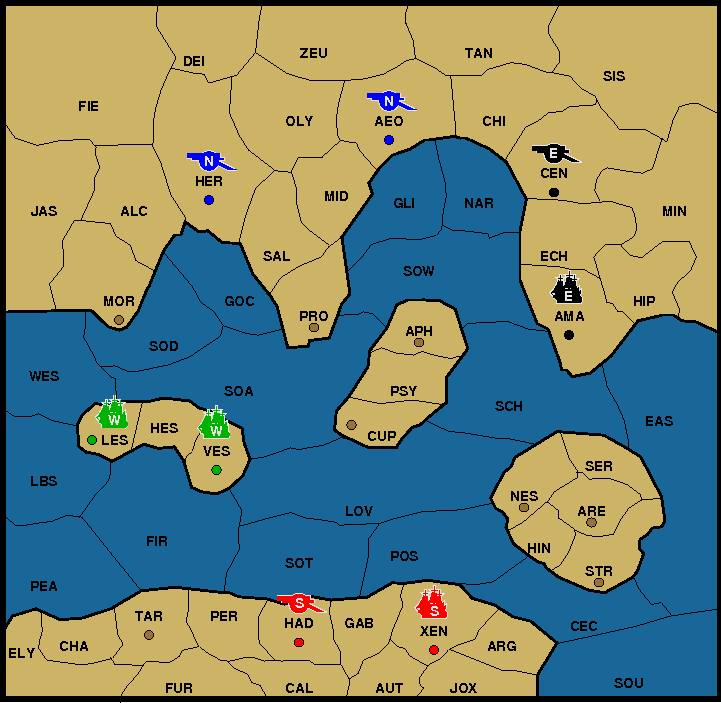 ZEU
TAN
DEI
SIS
FIE
N
OLY
AEO
CHI
N
HER
E
CEN
MID
JAS
ALC
GLI
NAR
MIN
SAL
ECH
SOW
GOC
E
HIP
MOR
PRO
AMA
APH
SOD
WES
SOA
PSY
SCH
EAS
W
W
LES
HES
CUP
VES
SER
LBS
NES
ARE
LOV
FIR
HIN
POS
SOT
STR
PEA
S
S
TAR
PER
HAD
GAB
XEN
CEC
ELY
CHA
ARG
FUR
CAL
AUT
JOX
SOU